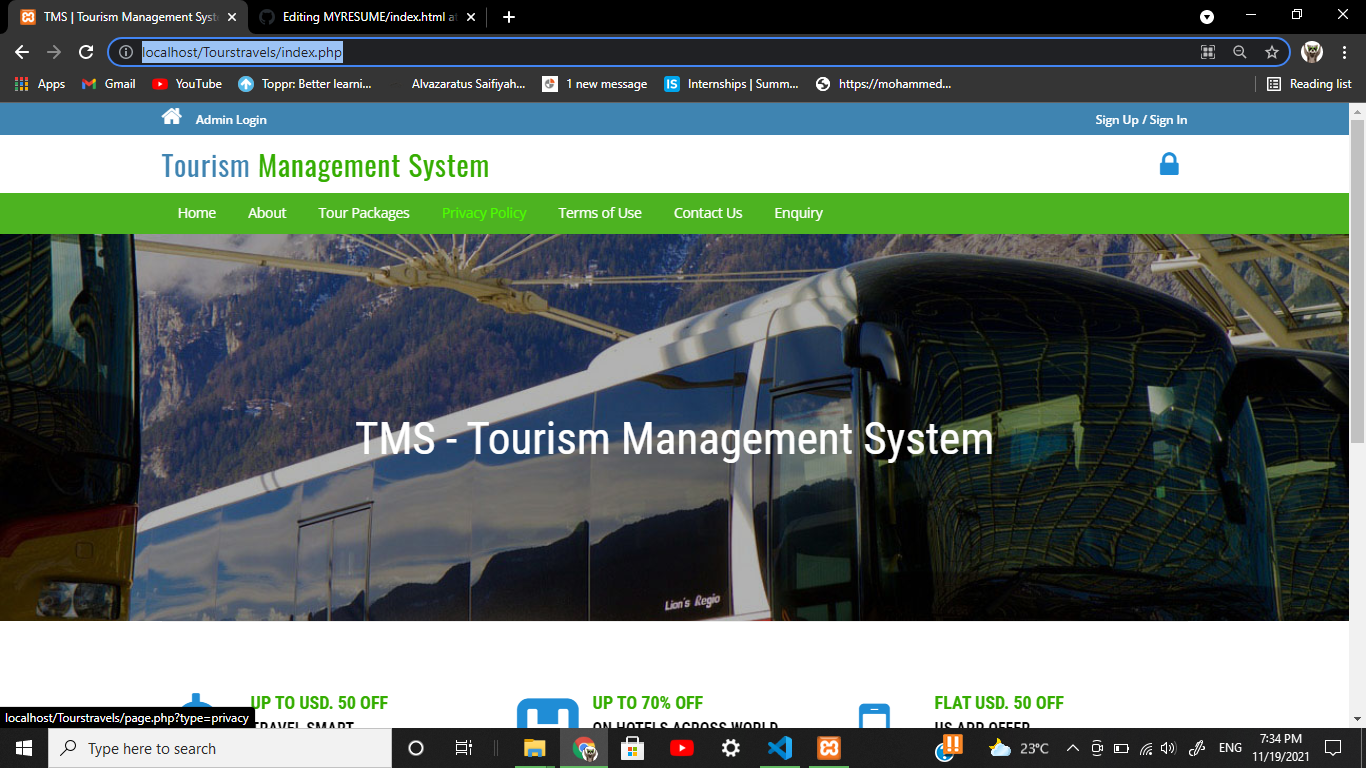 TMS | Tourism Management Syst
Editing MYRESUME/index.html at
localhost/Tourstravels/index.php
Apps
Gmail
YouTube
Toppr: Better learni...
Alvazaratus Saifiyah...
1 new message
IS
Internships | Summ...
https://mohammed...
Reading list
Admin Login
Sign Up / Sign In
Tourism Management System
Home
About
Tour Packages
Privacy Policy
Terms of Use
Contact Us
Enquiry
TMS - Tourism Management System
Lion's Regio
UP TO USD. 50 OFF
TRAVEL SMART
UP TO 70% OFF
ON HOTELS ACROSS WORLD
FLAT USD. 50 OFF
US APP OFFER
localhost/Tourstravels/page.php?type=privacy
Type here to search
23°C
ENG
7:34 PM
11/19/2021